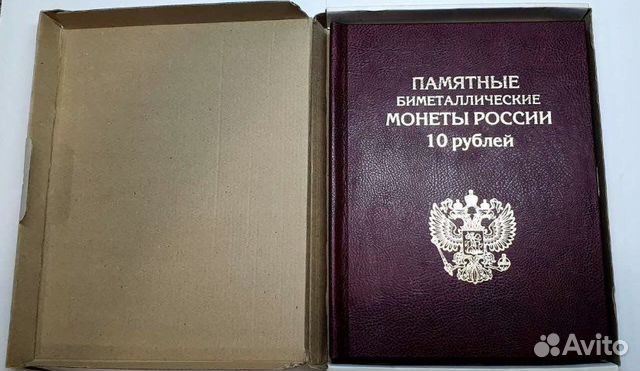 ПАМЯТНЫЕ
БИМЕТАЛЛИЧЕСКИЕ
МОНЕТЫ РОССИИ
10 рублей
Avito